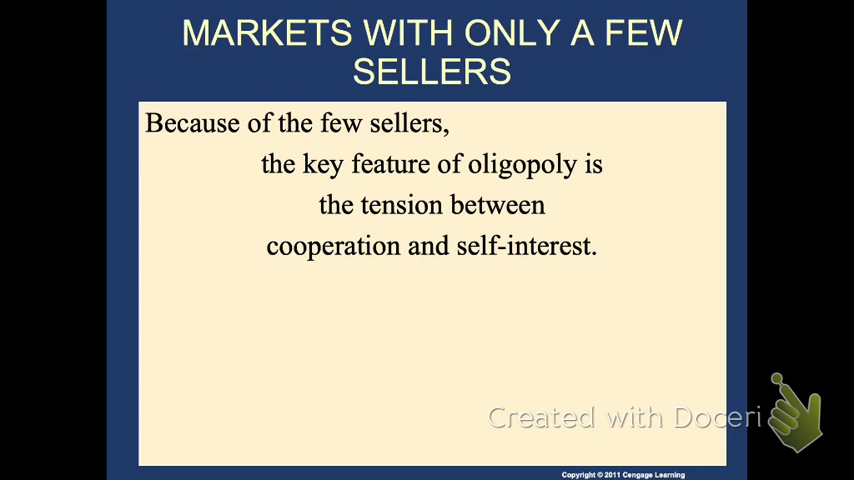 MARKETS WITH ONLY A FEW
SELLERS
Because of the few sellers,
the key feature of oligopoly is
the tension between
cooperation and self-interest.
Created with Doceri
Copyright © 2011 Cengage Learning